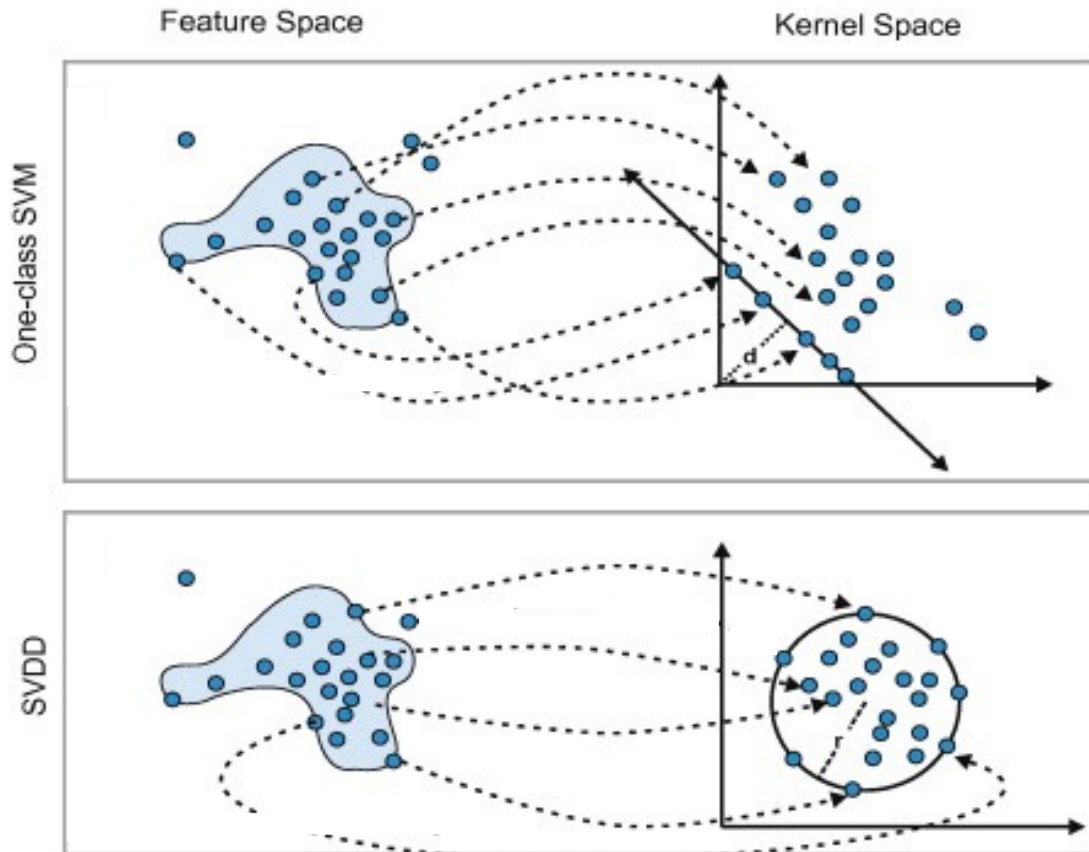 Feature Space
Kernel Space
One-class SVM
d
SVDD
r